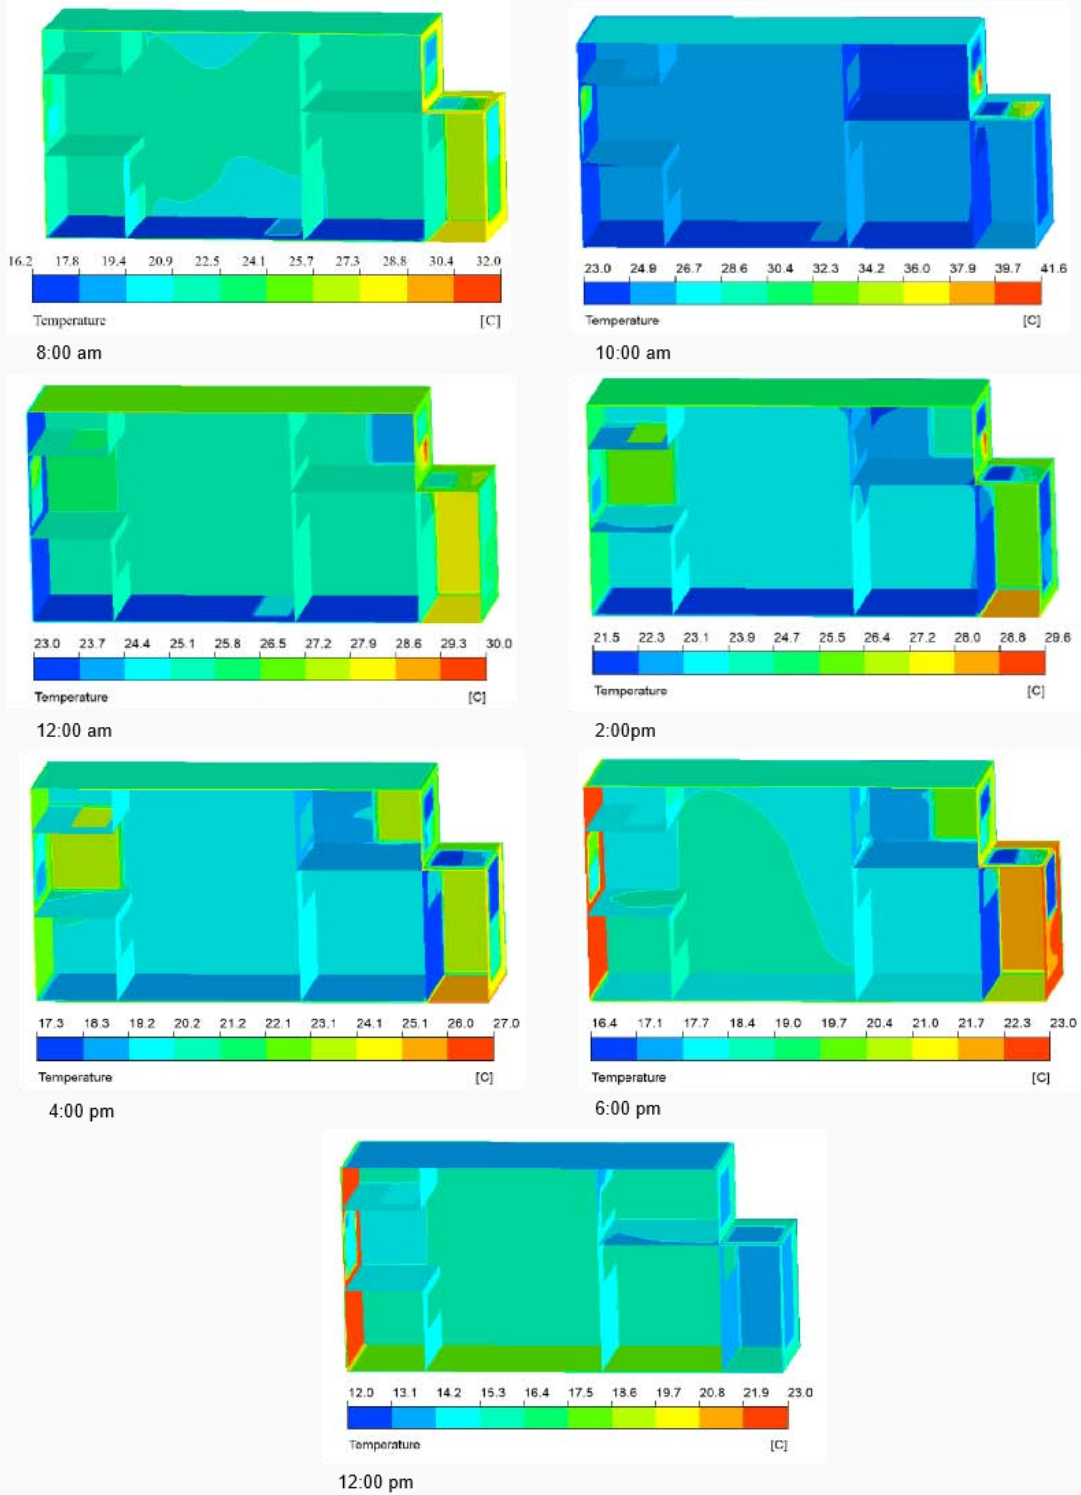 16.2 17.8 19.4 20.9 22.5 24.1 25.7 27.3 28.8 30.4 32.0
Temperature [C]
8:00 am
23.0 24.9 26.7 28.6 30.4 32.3 34.2 36.0 37.9 39.7 41.6
Temperature [C]
10:00 am
23.0 23.7 24.4 25.1 25.8 26.5 27.2 27.9 28.6 29.3 30.0
Temperature [C]
12:00 am
21.5 22.3 23.1 23.9 24.7 25.5 26.4 27.2 28.0 28.8 29.6
Temperature [C]
2:00pm
17.3 18.3 19.2 20.2 21.2 22.1 23.1 24.1 25.1 26.0 27.0
Temperature [C]
4:00 pm
16.4 17.1 17.7 18.4 19.0 19.7 20.4 21.0 21.7 22.3 23.0
Temperature [C]
6:00 pm
12.0 13.1 14.2 15.3 16.4 17.5 18.6 19.7 20.8 21.9 23.0
Temperature [C]
12:00 pm